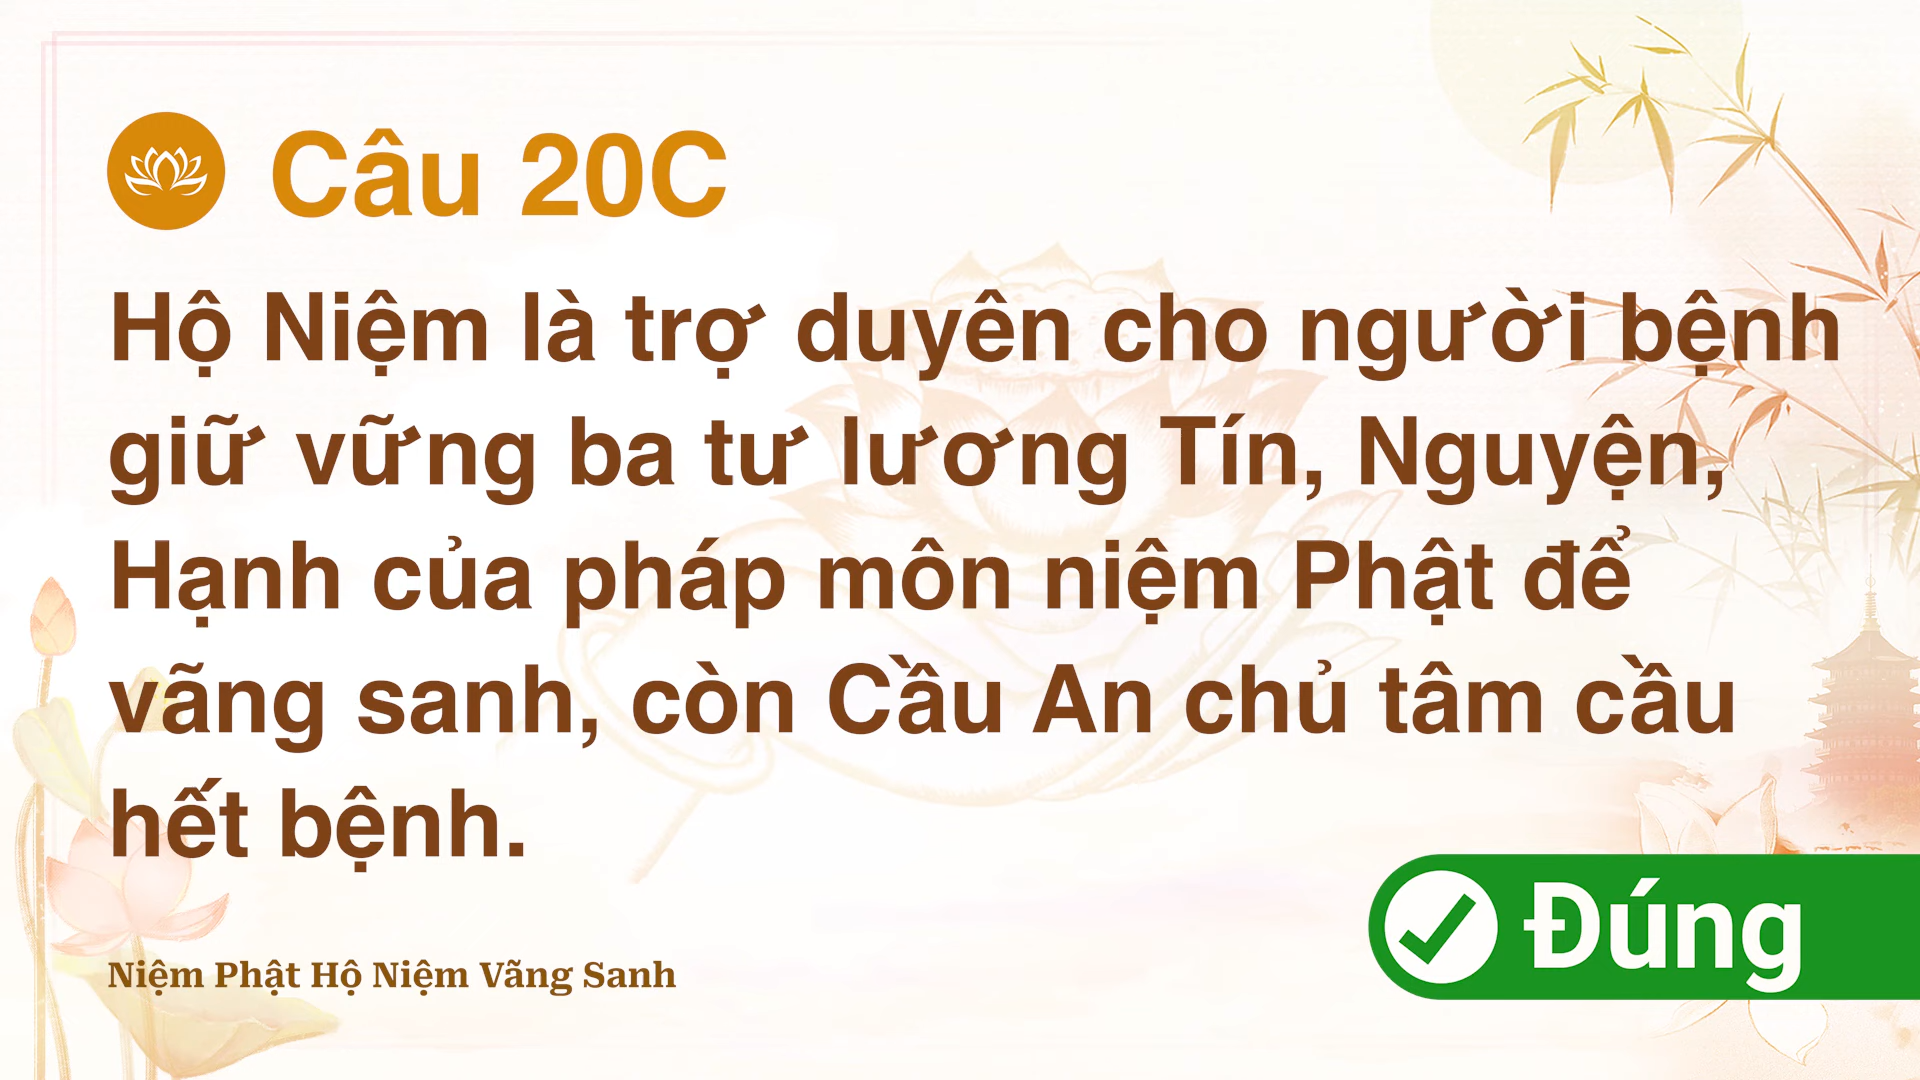 Câu 20C
Hộ Niệm là trợ duyên cho người bệnh
giữ vững ba tư lương Tín, Nguyện,
Hạnh của pháp môn niệm Phật để
vãng sanh, còn Cầu An chủ tâm cầu
hết bệnh.
Đúng
Niệm Phật Hộ Niệm Vãng Sanh